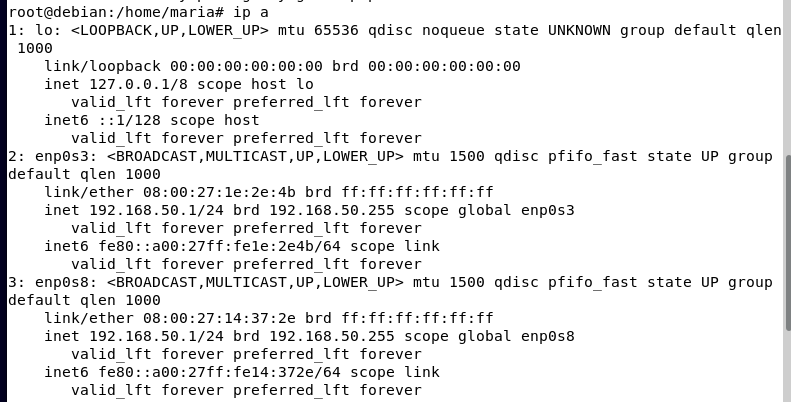 root@debian:/home/maria# ip a
1: lo: <LOOPBACK,UP,LOWER_UP> mtu 65536 qdisc noqueue state UNKNOWN group default qlen
 1000
    link/loopback 00:00:00:00:00:00 brd 00:00:00:00:00:00
    inet 127.0.0.1/8 scope host lo
       valid_lft forever preferred_lft forever
    inet6 ::1/128 scope host
       valid_lft forever preferred_lft forever
2: enp0s3: <BROADCAST,MULTICAST,UP,LOWER_UP> mtu 1500 qdisc pfifo_fast state UP group
default qlen 1000
    link/ether 08:00:27:1e:2e:4b brd ff:ff:ff:ff:ff:ff
    inet 192.168.50.1/24 brd 192.168.50.255 scope global enp0s3
       valid_lft forever preferred_lft forever
    inet6 fe80::a00:27ff:fe1e:2e4b/64 scope link
       valid_lft forever preferred_lft forever
3: enp0s8: <BROADCAST,MULTICAST,UP,LOWER_UP> mtu 1500 qdisc pfifo_fast state UP group
default qlen 1000
    link/ether 08:00:27:14:37:2e brd ff:ff:ff:ff:ff:ff
    inet 192.168.50.1/24 brd 192.168.50.255 scope global enp0s8
       valid_lft forever preferred_lft forever
    inet6 fe80::a00:27ff:fe14:372e/64 scope link
       valid_lft forever preferred_lft forever